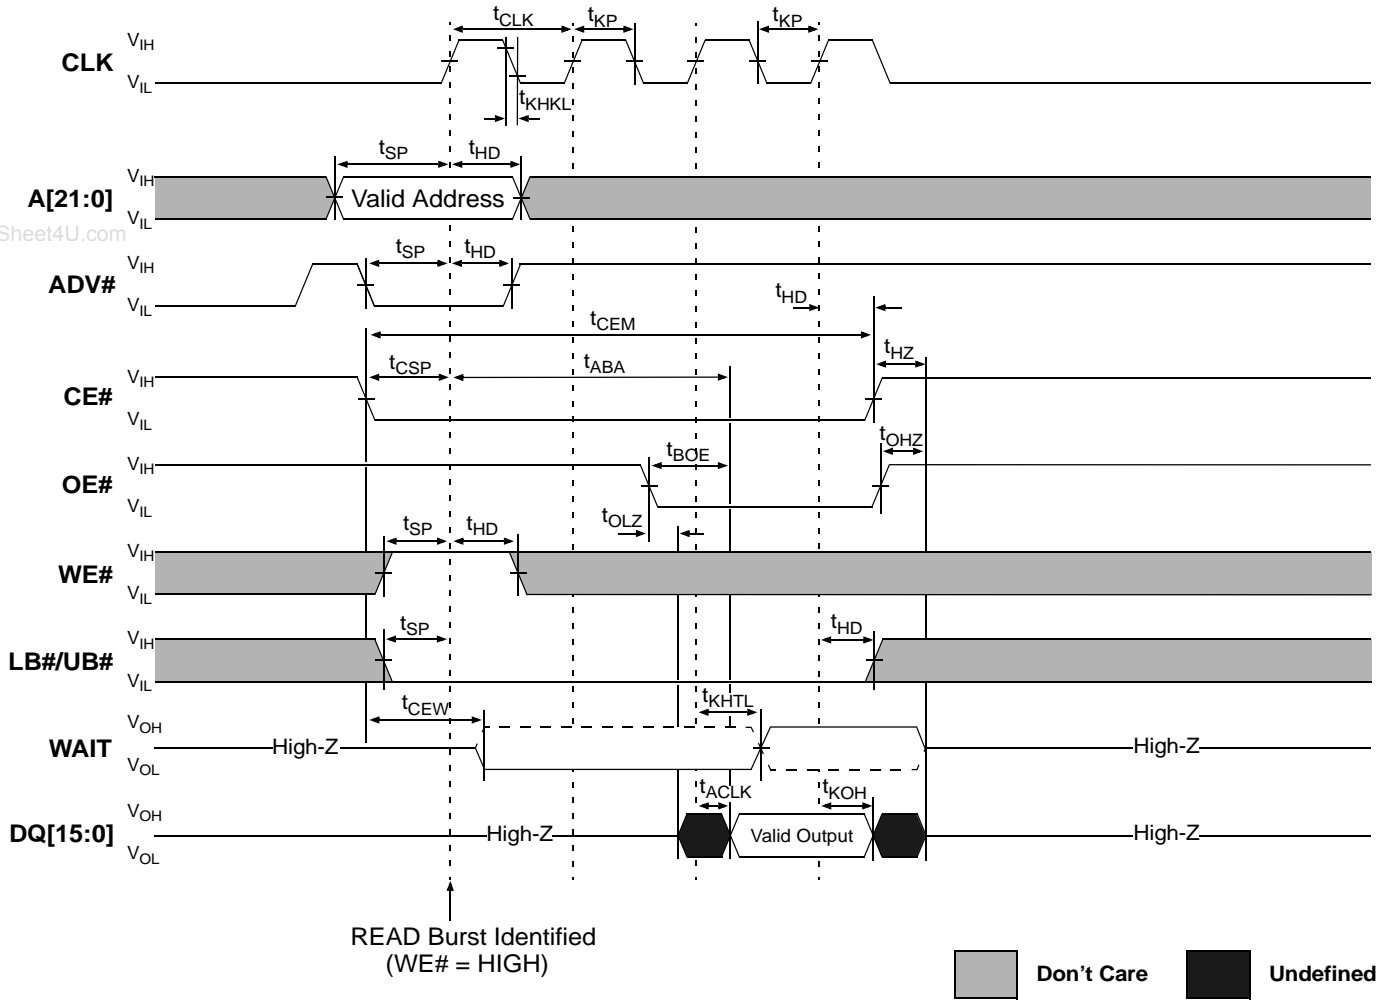 tCLK tKP tKP
VIH
CLK
VIL
tKHKL
tSP tHD
VIH
A[21:0] Valid Address
VIL
Sheet4U.com
tSP tHD
VIH
ADV#
VIL
tHD
tCEM
tHZ
tCSP tABA
VIH
CE#
VIL
tOHZ
tBOE
VIH
OE#
VIL
tOLZ
tSP tHD
VIH
WE#
VIL
tSP tHD
VIH
LB#/UB#
VIL
tCEW tKHTL
VOH
WAIT High-Z High-Z
VOL
tACLK tKOH
VOH
DQ[15:0] High-Z Valid Output High-Z
VOL
READ Burst Identified
(WE# = HIGH)
Don't Care Undefined